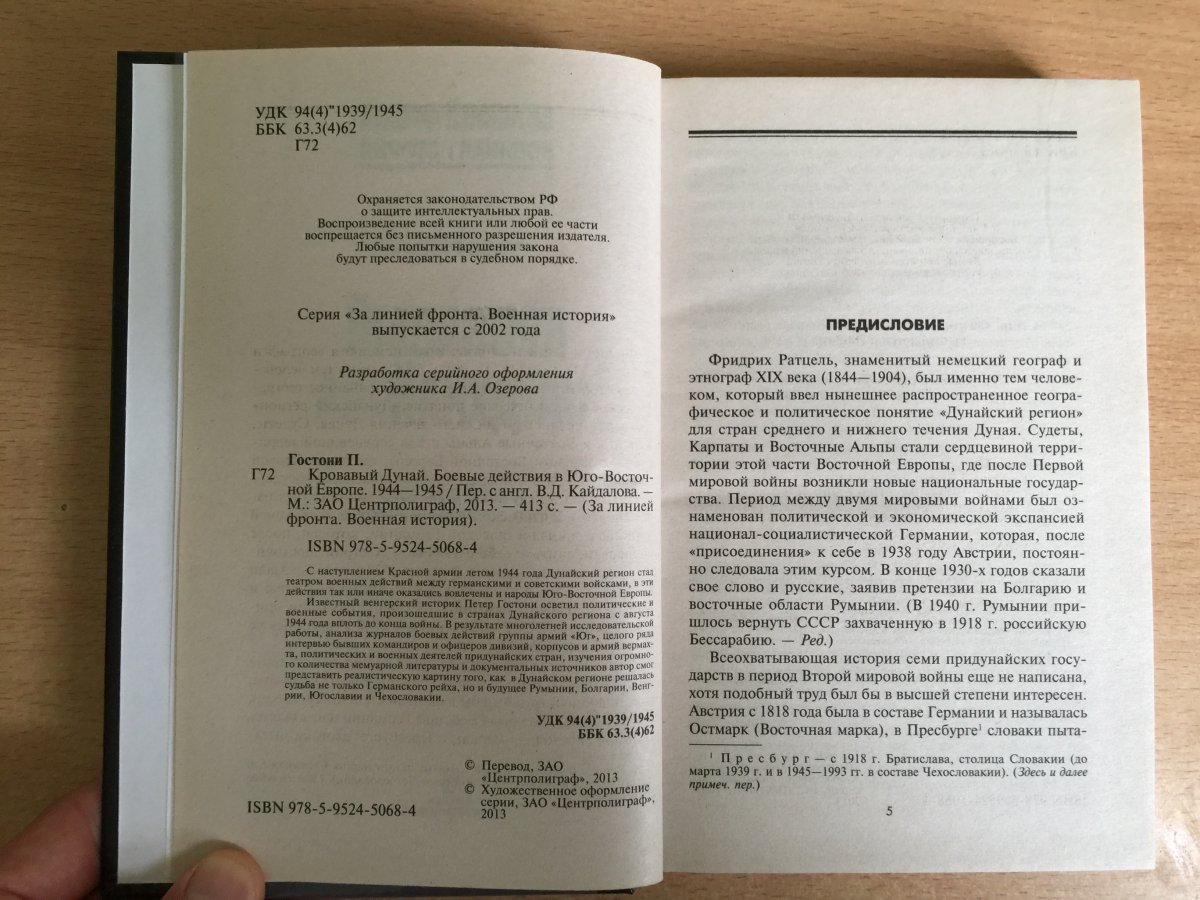 УДК 94(4)"1939/1945
ББК 63.3(4)62
Г72
Охраняется законодательством РФ
о защите интеллектуальных прав.
Воспроизведение всей книги или любой ее части
воспрещается без письменного разрешения издателя.
Любые попытки нарушения закона
будут преследоваться в судебном порядке.
Серия «За линией фронта. Военная история»
выпускается с 2002 года
Разработка серийного оформления
художника И.А. Озерова
Гостони П.
Г72 Кровавый Дунай. Боевые действия в Юго-Восточ-
ной Европе. 1944—1945 / Пер. с англ. В.Д. Кайдалова. —
М.: ЗАО Центрполиграф, 2013. — 413 с. — (За линией
фронта. Военная история).
ISBN 978-5-9524-5068-4
С наступлением Красной армии летом 1944 года Дунайский регион стал
театром военных действий между германскими и советскими войсками, в эти
действия так или иначе оказались вовлечены и народы Юго-Восточной Европы.
Известный венгерский историк Петер Гостони осветил политические и
военные события, произошедшие в странах Дунайского региона с августа
1944 года вплоть до конца войны. В результате многолетней исследовательской
работы, анализа журналов боевых действий группы армий «Юг», целого ряда
интервью бывших командиров и офицеров дивизий, корпусов и армий вермах-
та, политических и военных деятелей придунайских стран, изучения огромно-
го количества мемуарной литературы и документальных источников автор смог
представить реалистическую картину того, как в Дунайском регионе решалась
судьба не только Германского рейха, но и будущее Румынии, Болгарии, Венг-
рии, Югославии и Чехословакии.
УДК 94(4)"1939/1945
ББК 63.3(4)62
© Перевод, ЗАО
«Центрполиграф», 2013
© Художественное оформление
серии, ЗАО «Центрполиграф»,
2013
ISBN 978-5-9524-5068-4
ПРЕДИСЛОВИЕ
Фридрих Ратцель, знаменитый немецкий географ и
этнограф XIX века (1844—1904), был именно тем челове-
ком, который ввел нынешнее распространенное геогра-
фическое и политическое понятие «Дунайский регион»
для стран среднего и нижнего течения Дуная. Судеты,
Карпаты и Восточные Альпы стали сердцевиной терри-
тории этой части Восточной Европы, где после Первой
мировой войны возникли новые национальные государ-
ства. Период между двумя мировыми войнами был оз-
наменован политической и экономической экспансией
национал-социалистической Германии, которая, после
«присоединения» к себе в 1938 году Австрии, постоян-
но следовала этим курсом. В конце 1930-х годов сказали
свое слово и русские, заявив претензии на Болгарию и
восточные области Румынии. (В 1940 г. Румынии при-
шлось вернуть СССР захваченную в 1918 г. российскую
Бессарабию. — Ред.)
Всеохватывающая история семи придунайских госу-
дарств в период Второй мировой войны еще не написана,
хотя подобный труд был бы в высшей степени интересен.
Австрия с 1818 года была в составе Германии и называлась
Остмарк (Восточная марка), в Пресбурге¹ словаки пыта-
¹ Пресбург — с 1918 г. Братислава, столица Словакии (до
марта 1939 г. и в 1945—1993 гг. в составе Чехословакии). (Здесь и далее
примеч. пер.)
5